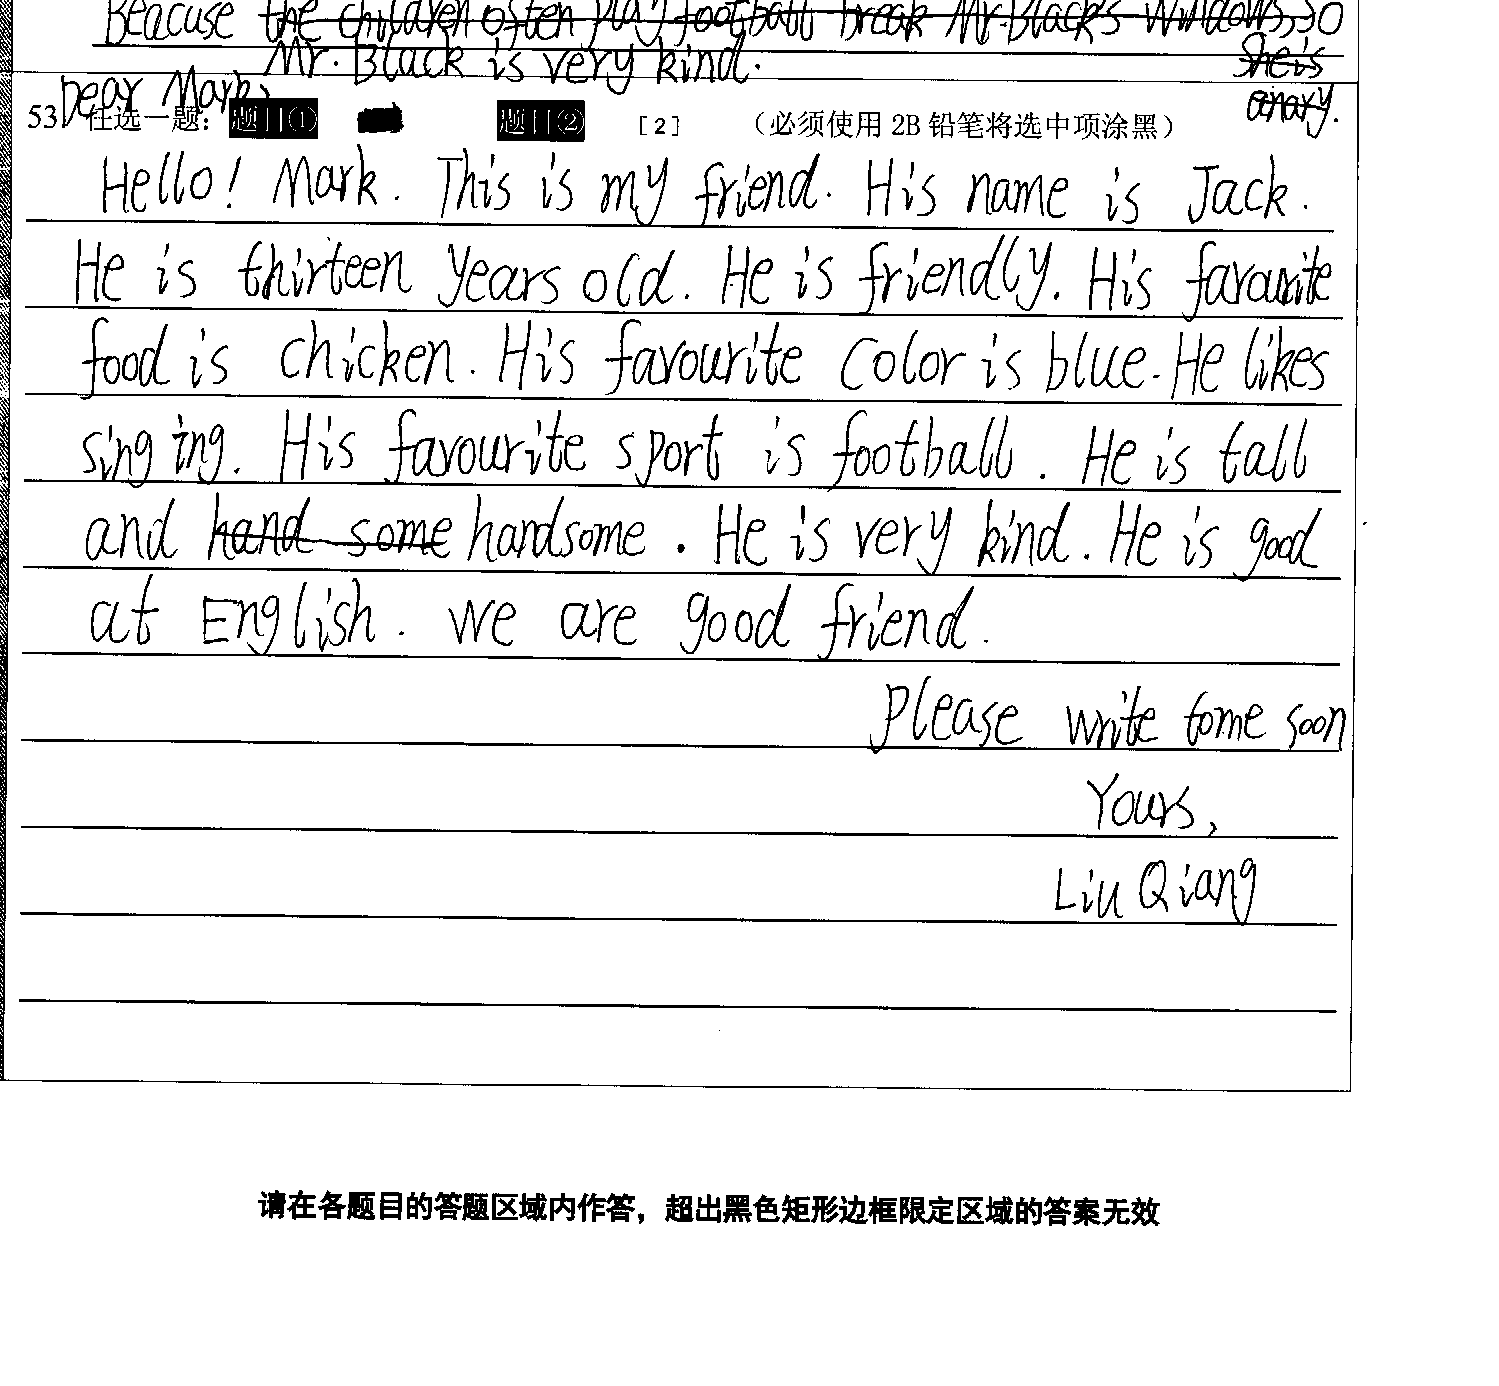 Beacuse the children often play football break Mr.Black's windows, so
Mr. Black is very kind.
She is
angry.
Dear Mark,
53 任选一题： 题目① 题目② [2] （必须使用 2B 铅笔将选中项涂黑）
Hello! Mark. This is my friend. His name is Jack.
He is thirteen years old. He is friendly. His favourite
food is chicken. His favourite color is blue. He likes
singing. His favourite sport is football. He is tall
and hand some handsome. He is very kind. He is good
at English. We are good friend.
Please write to me soon
Yours,
Liu Qiang
请在各题目的答题区域内作答，超出黑色矩形边框限定区域的答案无效